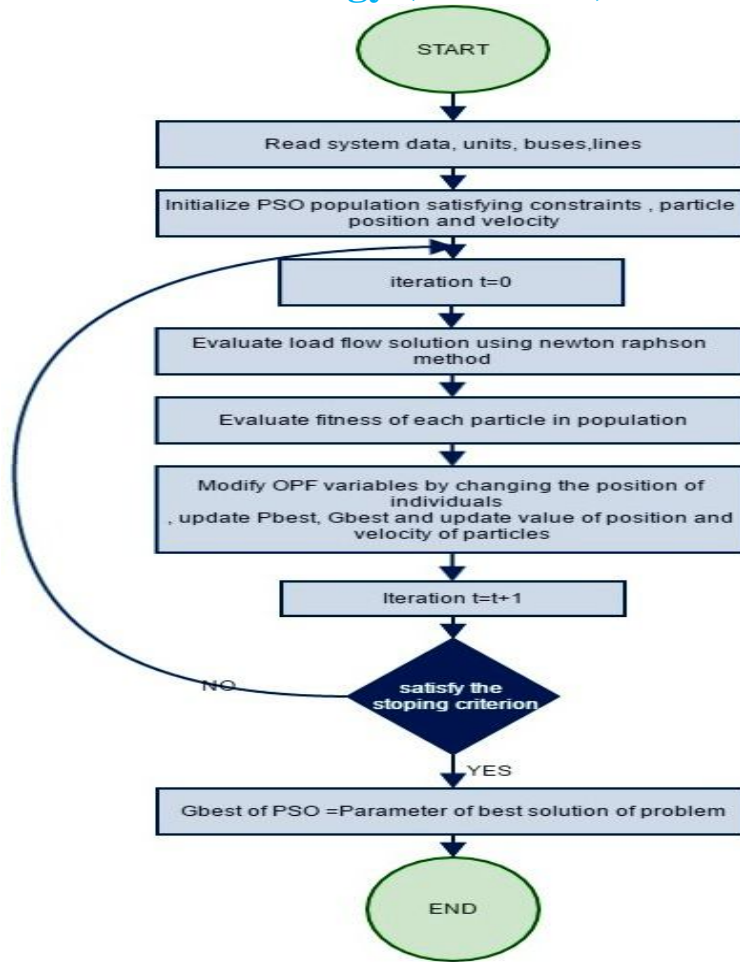 START
Read system data, units, buses,lines
Initialize PSO population satisfying constraints , particle
position and velocity
iteration t=0
Evaluate load flow solution using newton raphson
method
Evaluate fitness of each particle in population
Modify OPF variables by changing the position of
individuals
, update Pbest, Gbest and update value of position and
velocity of particles
Iteration t=t+1
satisfy the
stoping criterion
NO
YES
Gbest of PSO =Parameter of best solution of problem
END